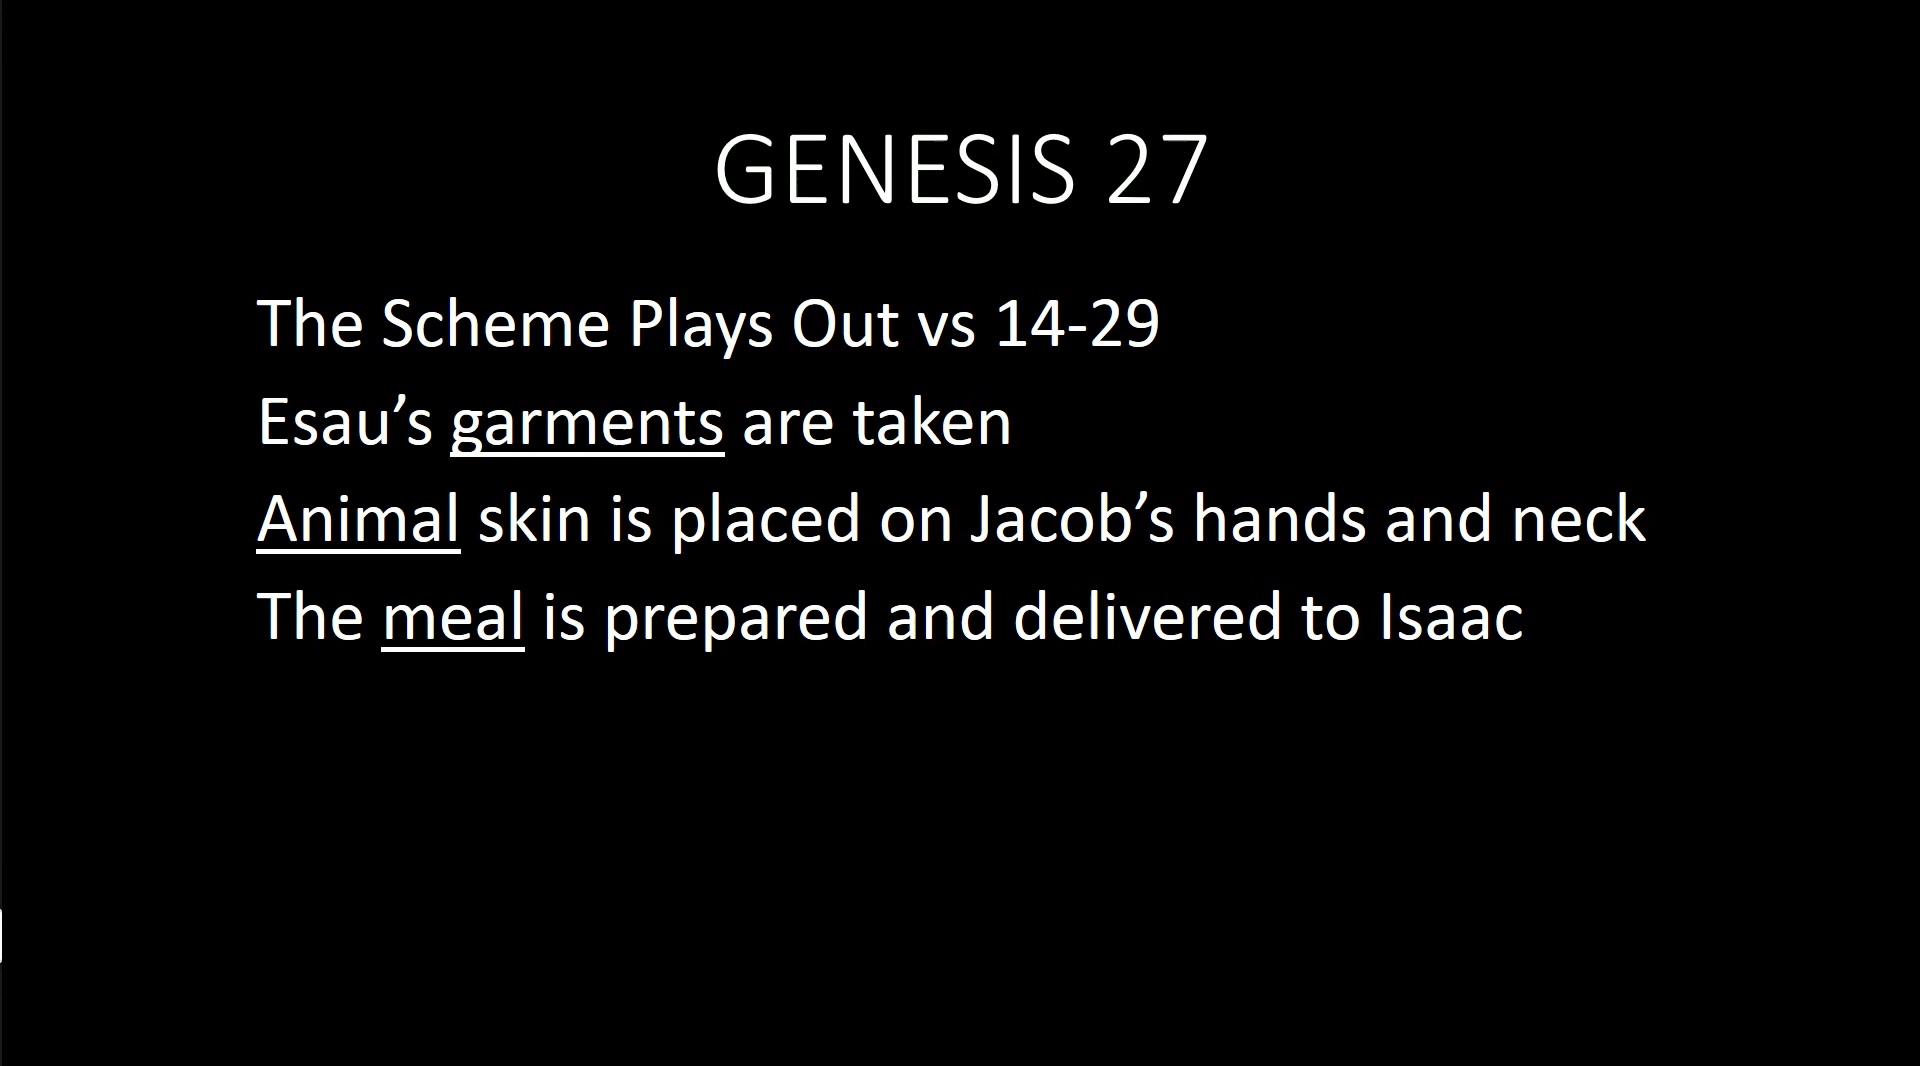 GENESIS 27
The Scheme Plays Out vs 14-29
Esau’s garments are taken
Animal skin is placed on Jacob’s hands and neck
The meal is prepared and delivered to Isaac